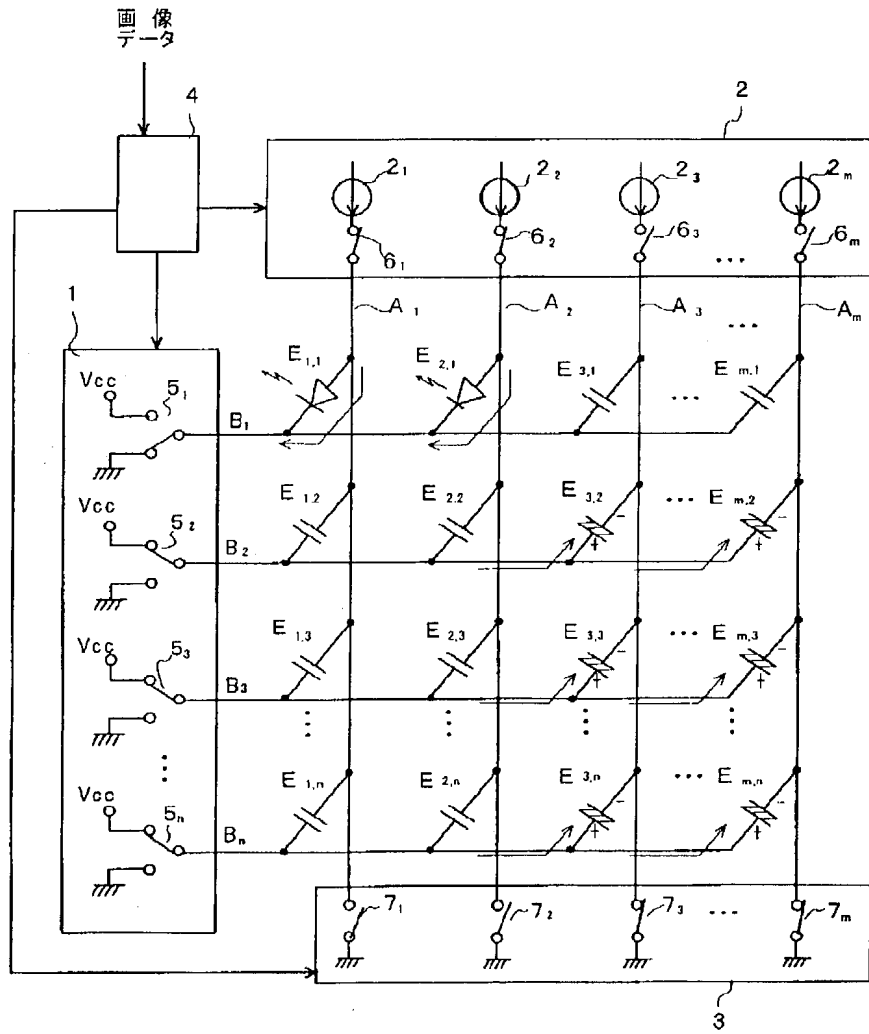 画像
データ
4
2
2₁ 2₂ 2₃ 2ₘ
6₁ 6₂ 6₃ ... 6ₘ
1
A₁ A₂ A₃ ... Aₘ
Vcc 5₁ B₁ E₁,₁ E₂,₁ E₃,₁ ... Eₘ,₁
Vcc 5₂ B₂ E₁,₂ E₂,₂ E₃,₂ - + ... Eₘ,₂ - +
Vcc 5₃ B₃ E₁,₃ E₂,₃ E₃,₃ - + ... Eₘ,₃ - +
⋮ ⋮ ⋮ ⋮ ⋮
Vcc 5ₙ Bₙ E₁,ₙ E₂,ₙ E₃,ₙ - + ... Eₘ,ₙ - +
7₁ 7₂ 7₃ ... 7ₘ
3